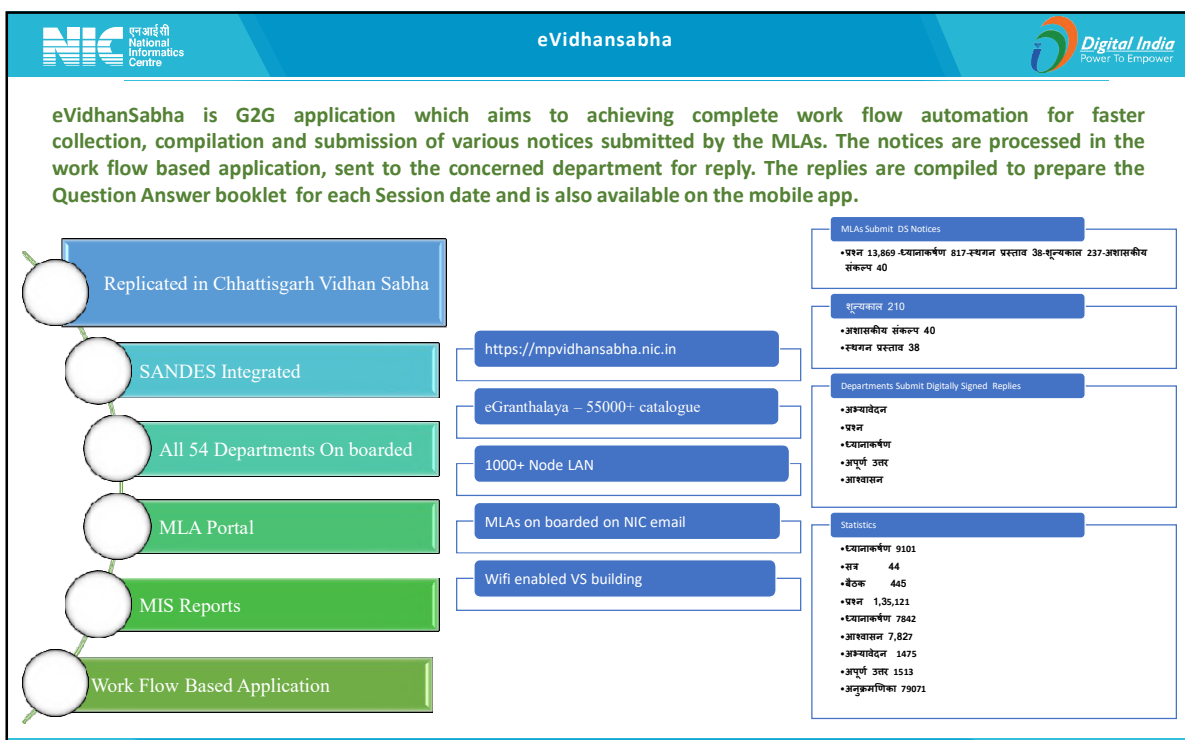 एन आई सी
NIC National
Informatics
Centre
eVidhansabha
Digital India
Power To Empower
eVidhanSabha is G2G application which aims to achieving complete work flow automation for faster
collection, compilation and submission of various notices submitted by the MLAs. The notices are processed in the
work flow based application, sent to the concerned department for reply. The replies are compiled to prepare the
Question Answer booklet for each Session date and is also available on the mobile app.
Replicated in Chhattisgarh Vidhan Sabha
SANDES Integrated
All 54 Departments On boarded
MLA Portal
MIS Reports
Work Flow Based Application
https://mpvidhansabha.nic.in
eGranthalaya – 55000+ catalogue
1000+ Node LAN
MLAs on boarded on NIC email
Wifi enabled VS building
MLAs Submit DS Notices
•प्रश्न 13,869 -ध्यानाकर्षण 817-स्थगन प्रस्ताव 38-शून्यकाल 237-अशासकीय
संकल्प 40
शून्यकाल 210
•अशासकीय संकल्प 40
•स्थगन प्रस्ताव 38
Departments Submit Digitally Signed Replies
•अभ्यावेदन
•प्रश्न
•ध्यानाकर्षण
•अपूर्ण उत्तर
•आश्वासन
Statistics
•ध्यानाकर्षण 9101
•सत्र 44
•बैठक 445
•प्रश्न 1,35,121
•ध्यानाकर्षण 7842
•आश्वासन 7,827
•अभ्यावेदन 1475
•अपूर्ण उत्तर 1513
•अनुक्रमणिका 79071